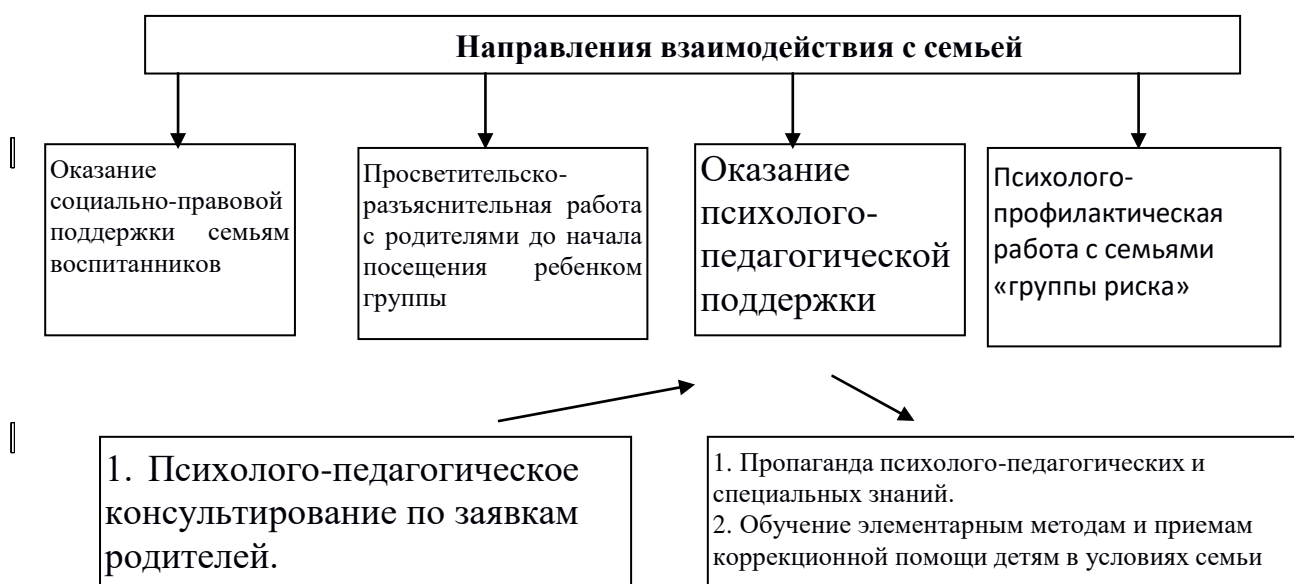 Направления взаимодействия с семьей
Оказание
социально-правовой
поддержки семьям
воспитанников
Просветительско-
разъяснительная работа
с родителями до начала
посещения ребенком
группы
Оказание
психолого-
педагогической
поддержки
Психолого-
профилактическая
работа с семьями
«группы риска»
1. Психолого-педагогическое
консультирование по заявкам
родителей.
1. Пропаганда психолого-педагогических и
специальных знаний.
2. Обучение элементарным методам и приемам
коррекционной помощи детям в условиях семьи